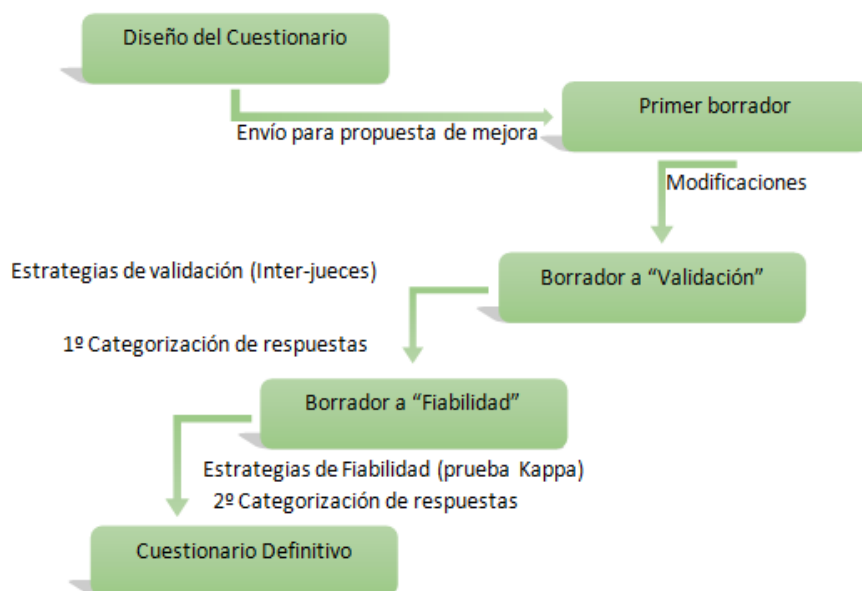 Diseño del Cuestionario
Primer borrador
Envío para propuesta de mejora
Modificaciones
Estrategias de validación (Inter-jueces)
Borrador a “Validación”
1º Categorización de respuestas
Borrador a “Fiabilidad”
Estrategias de Fiabilidad (prueba Kappa)
2º Categorización de respuestas
Cuestionario Definitivo